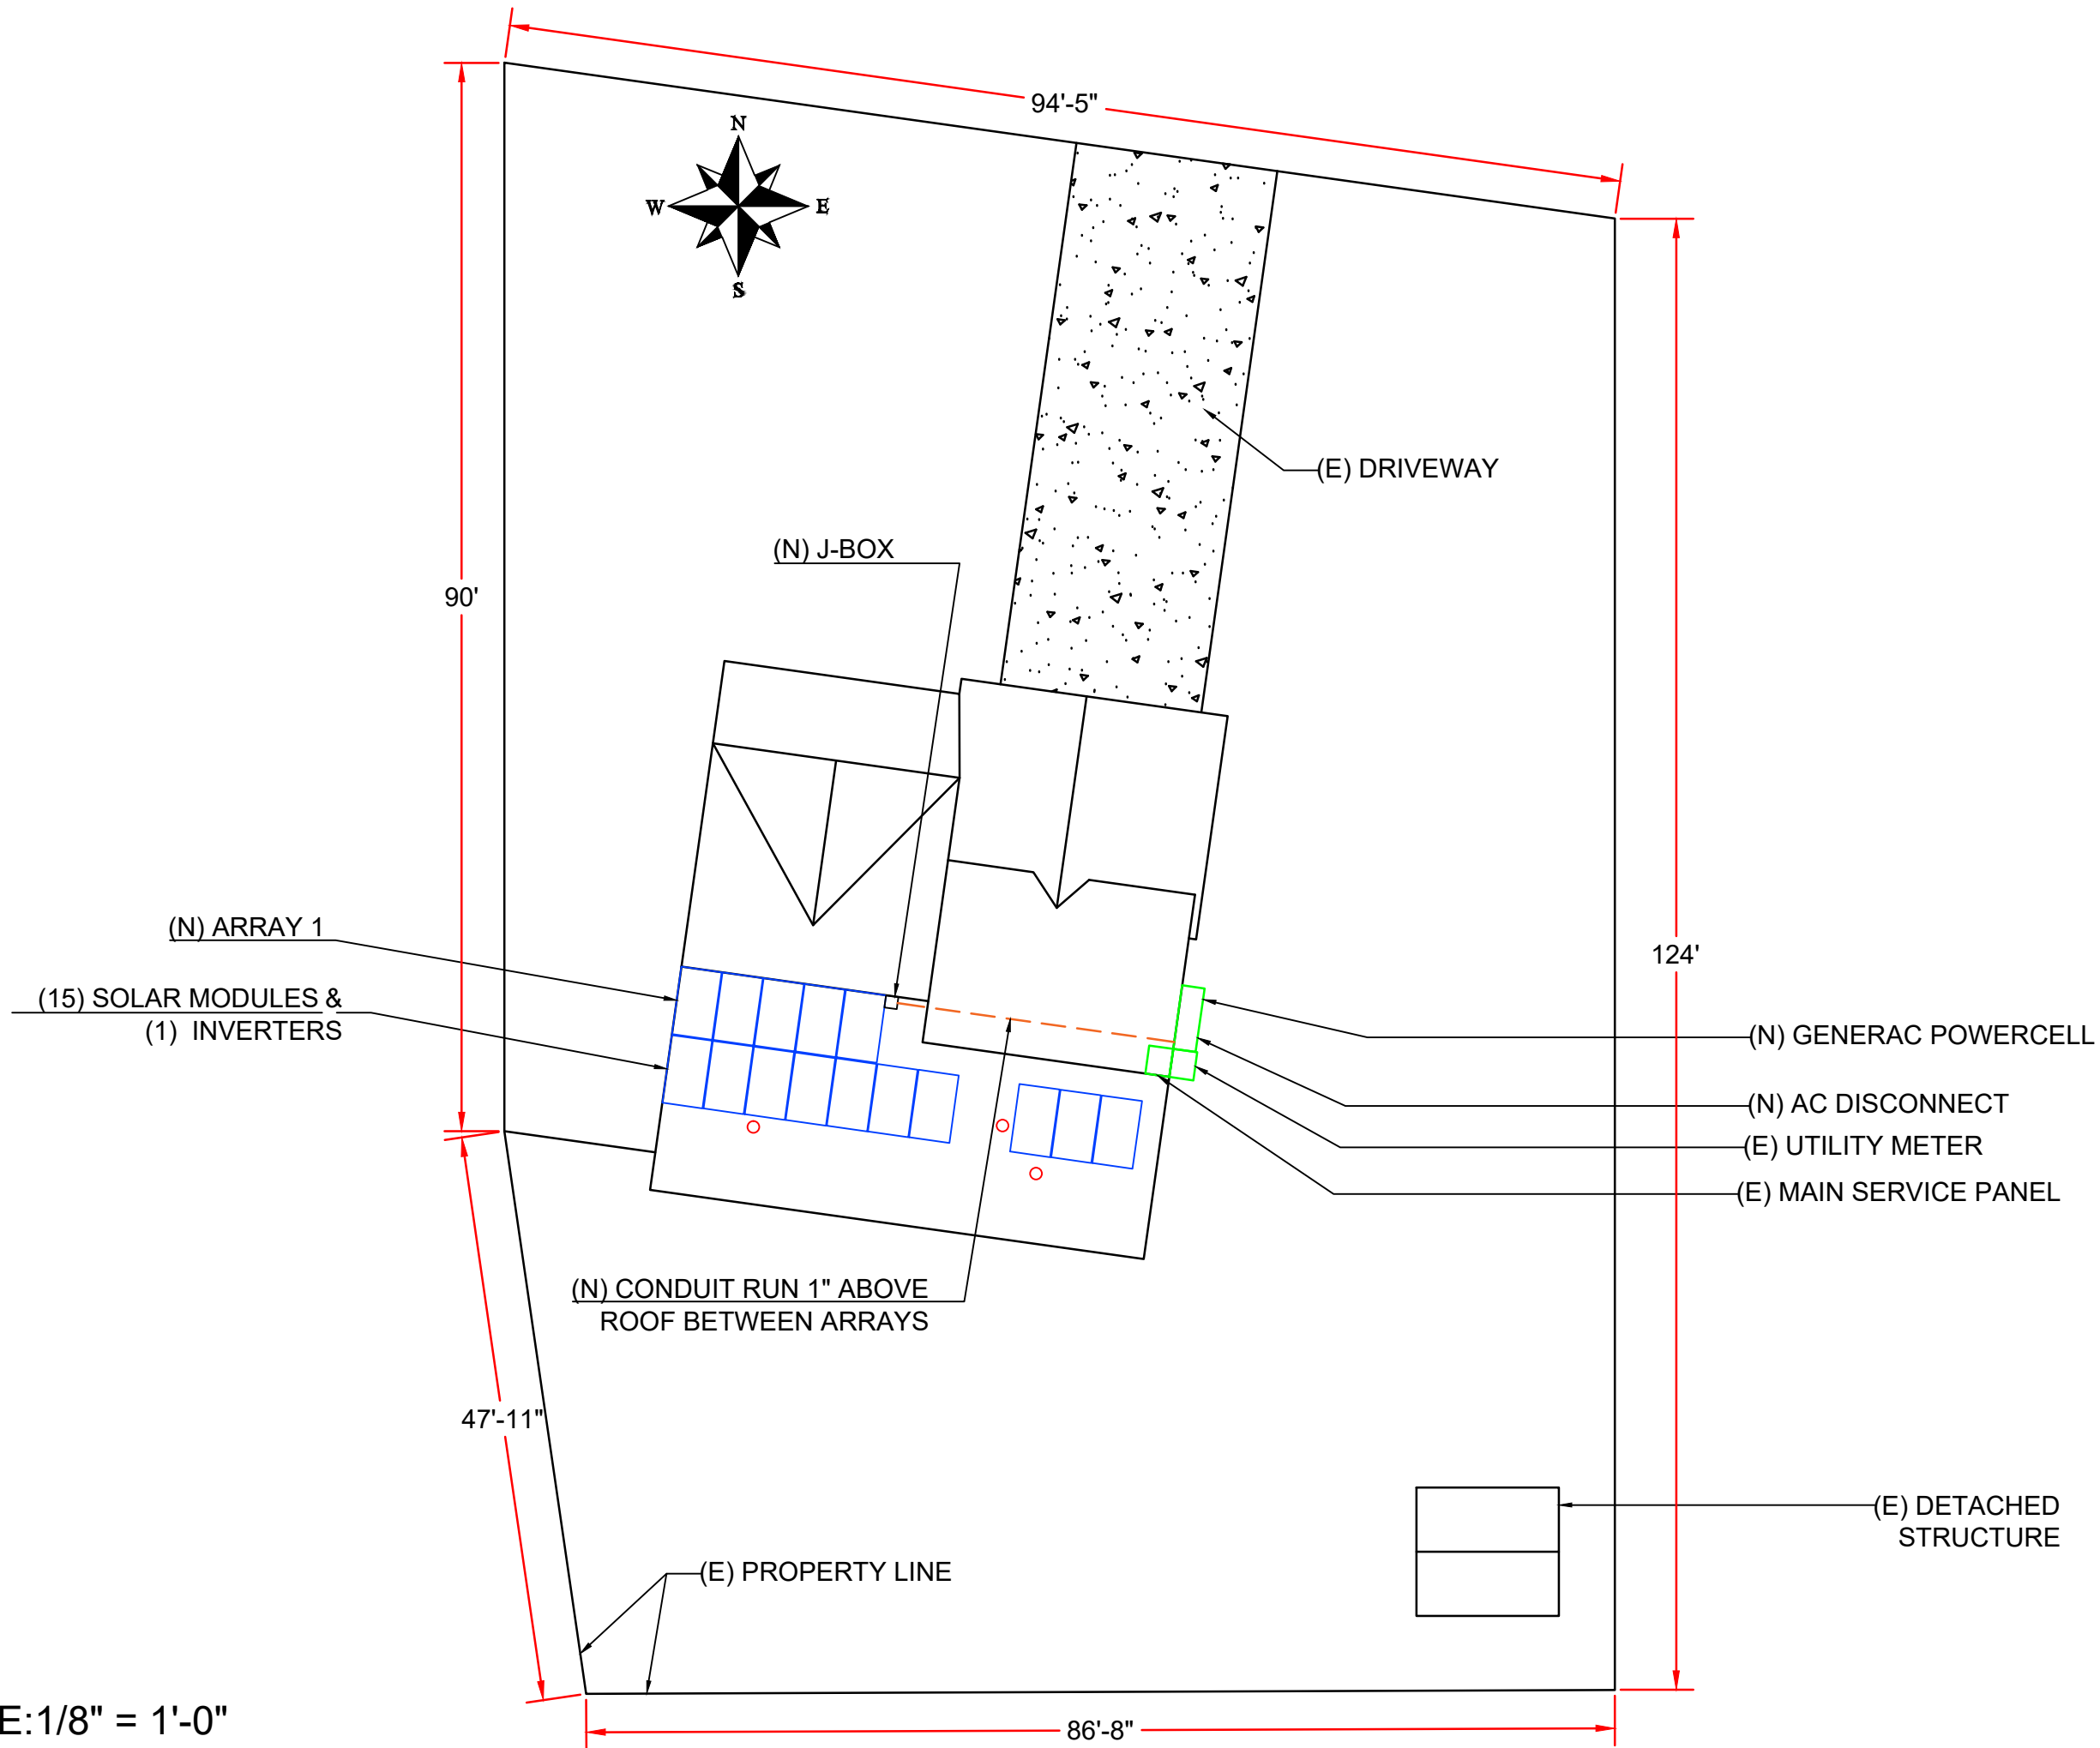 94'-5"
N
W
E
S
(E) DRIVEWAY
(N) J-BOX
90'
(N) ARRAY 1
124'
(15) SOLAR MODULES &
(1) INVERTERS
(N) GENERAC POWERCELL
(N) AC DISCONNECT
(E) UTILITY METER
(E) MAIN SERVICE PANEL
(N) CONDUIT RUN 1" ABOVE
ROOF BETWEEN ARRAYS
47'-11"
(E) DETACHED
STRUCTURE
(E) PROPERTY LINE
E:1/8" = 1'-0"
86'-8"